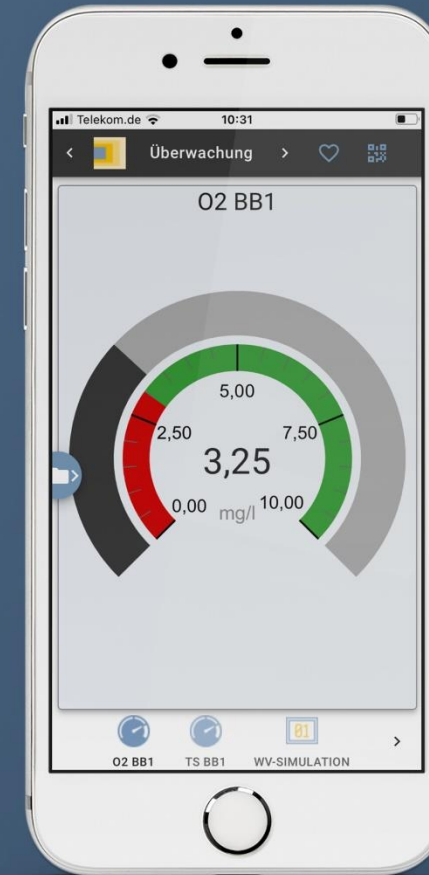 Telekom.de 10:31
Überwachung
O2 BB1
5,00
2,50 7,50
3,25
0,00 mg/l 10,00
01
O2 BB1 TS BB1 WV-SIMULATION